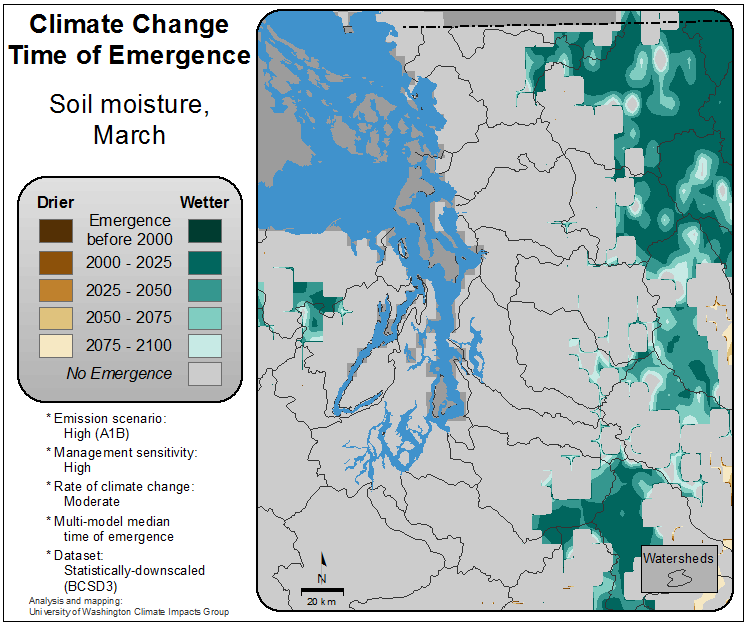 Climate Change
Time of Emergence
Soil moisture,
March
Drier Wetter
Emergence
before 2000
2000 - 2025
2025 - 2050
2050 - 2075
2075 - 2100
No Emergence
* Emission scenario:
High (A1B)
* Management sensitivity:
High
* Rate of climate change:
Moderate
* Multi-model median
time of emergence
* Dataset:
Statistically-downscaled
(BCSD3)
Analysis and mapping:
University of Washington Climate Impacts Group
N
20 km
Watersheds